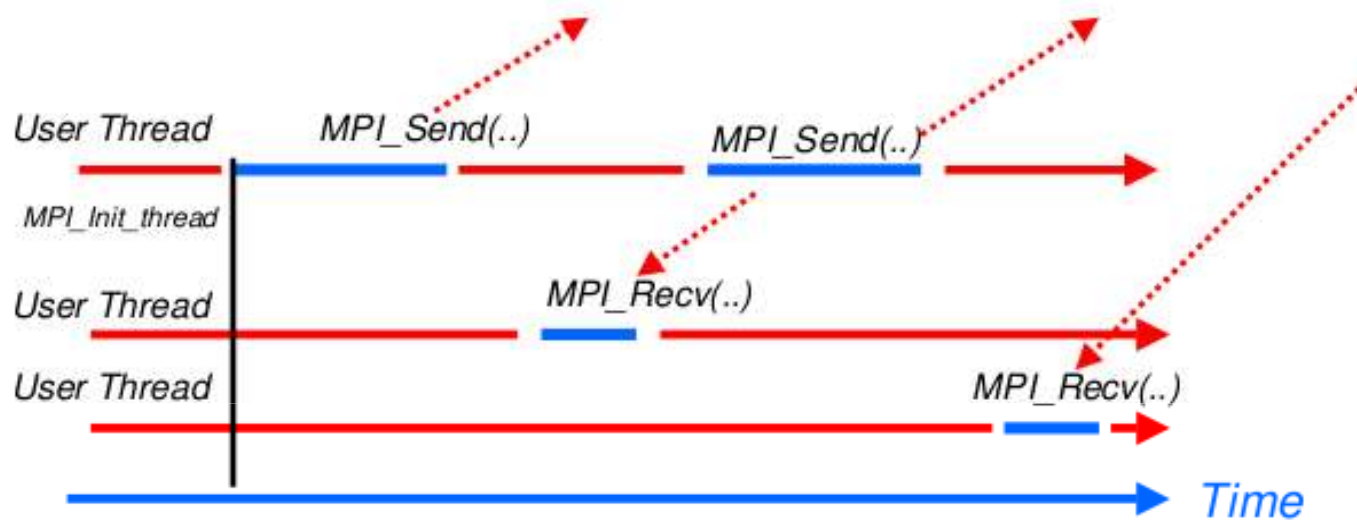 User Thread
MPI_Send(..)
MPI_Send(..)
MPI_Init_thread
User Thread
MPI_Recv(..)
User Thread
MPI_Recv(..)
Time